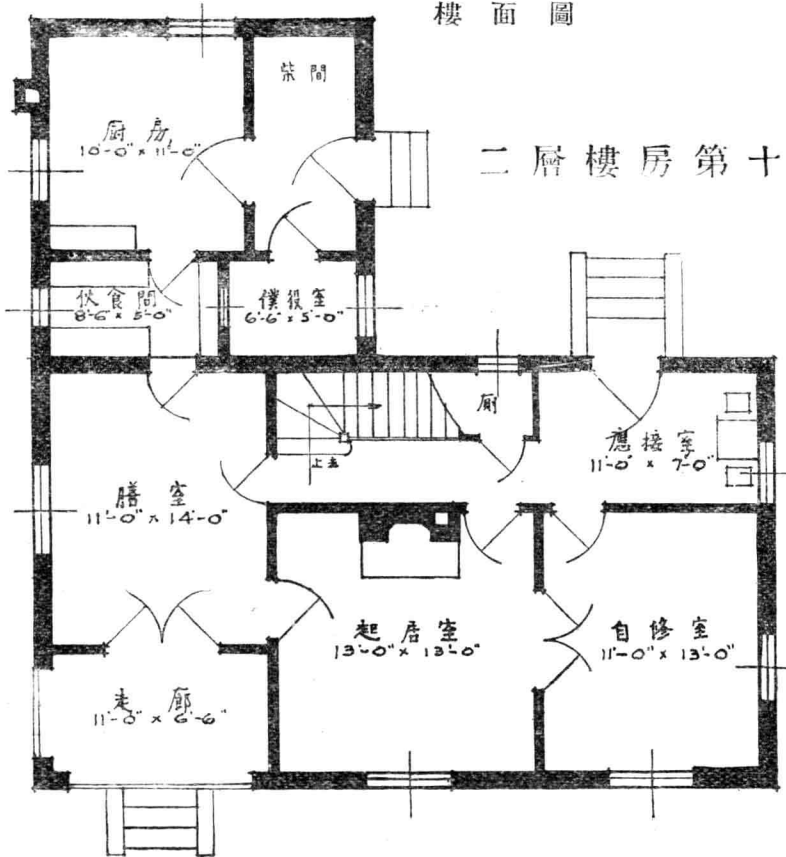 樓面圖
二層樓房第十
柴間
厨房
10'-0" x 11'-0"
伙食間
8'-6" x 5'-0"
僕役室
6'-6" x 5'-0"
厠
應接室
11'-0" x 7'-0"
上去
膳室
11'-0" x 14'-0"
起居室
13'-0" x 13'-0"
自修室
11'-0" x 13'-0"
走廊
11'-0" x 6'-6"